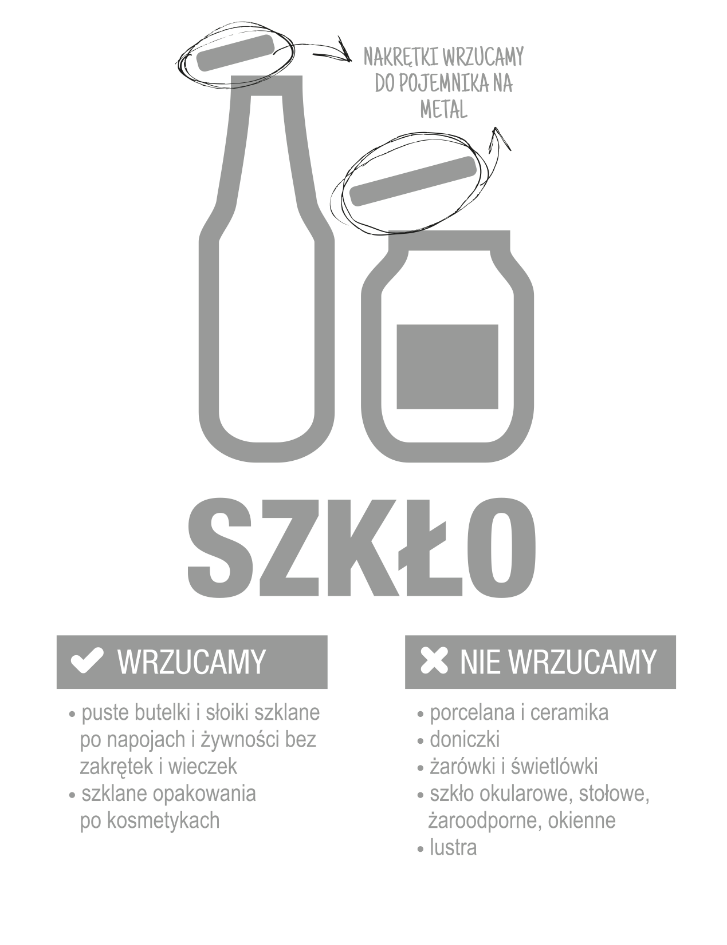 NAKRĘTKI WRZUCAMY
DO POJEMNIKA NA
METAL
SZKŁO
WRZUCAMY
• puste butelki i słoiki szklane
po napojach i żywności bez
zakrętek i wieczek
• szklane opakowania
po kosmetykach
NIE WRZUCAMY
• porcelana i ceramika
• doniczki
• żarówki i świetlówki
• szkło okularowe, stołowe,
żaroodporne, okienne
• lustra